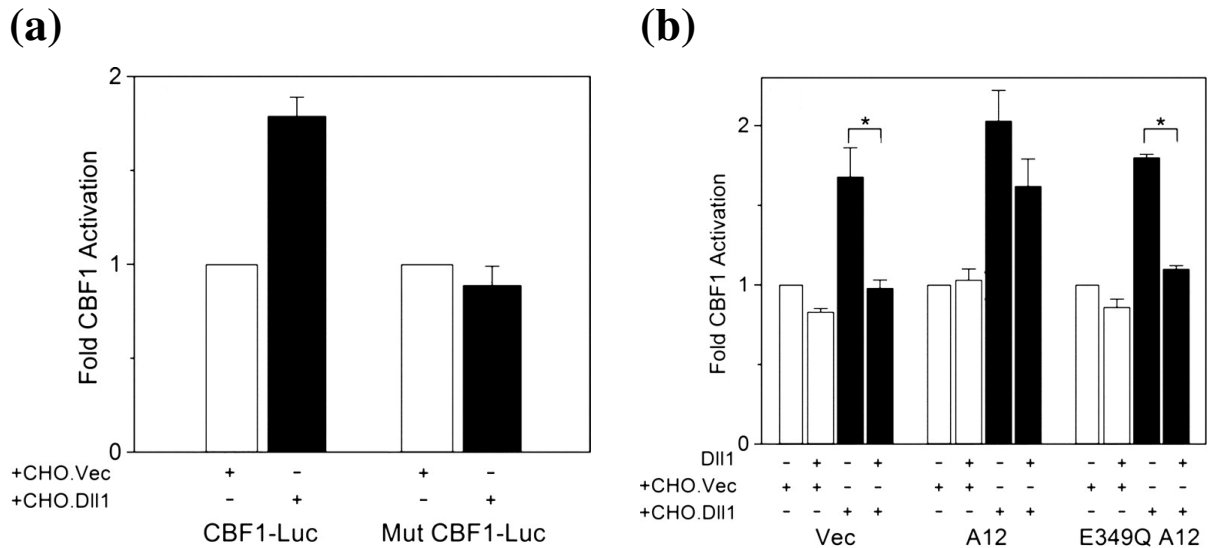 (a)
Fold CBF1 Activation
2
1
0
+CHO.Vec + - + -
+CHO.Dll1 - + - +
CBF1-Luc Mut CBF1-Luc
(b)
Fold CBF1 Activation
2
1
0
* *
Dll1 - + - + - + - + - + - +
+CHO.Vec + + - - + + - - + + - -
+CHO.Dll1 - - + + - - + + - - + +
Vec A12 E349Q A12